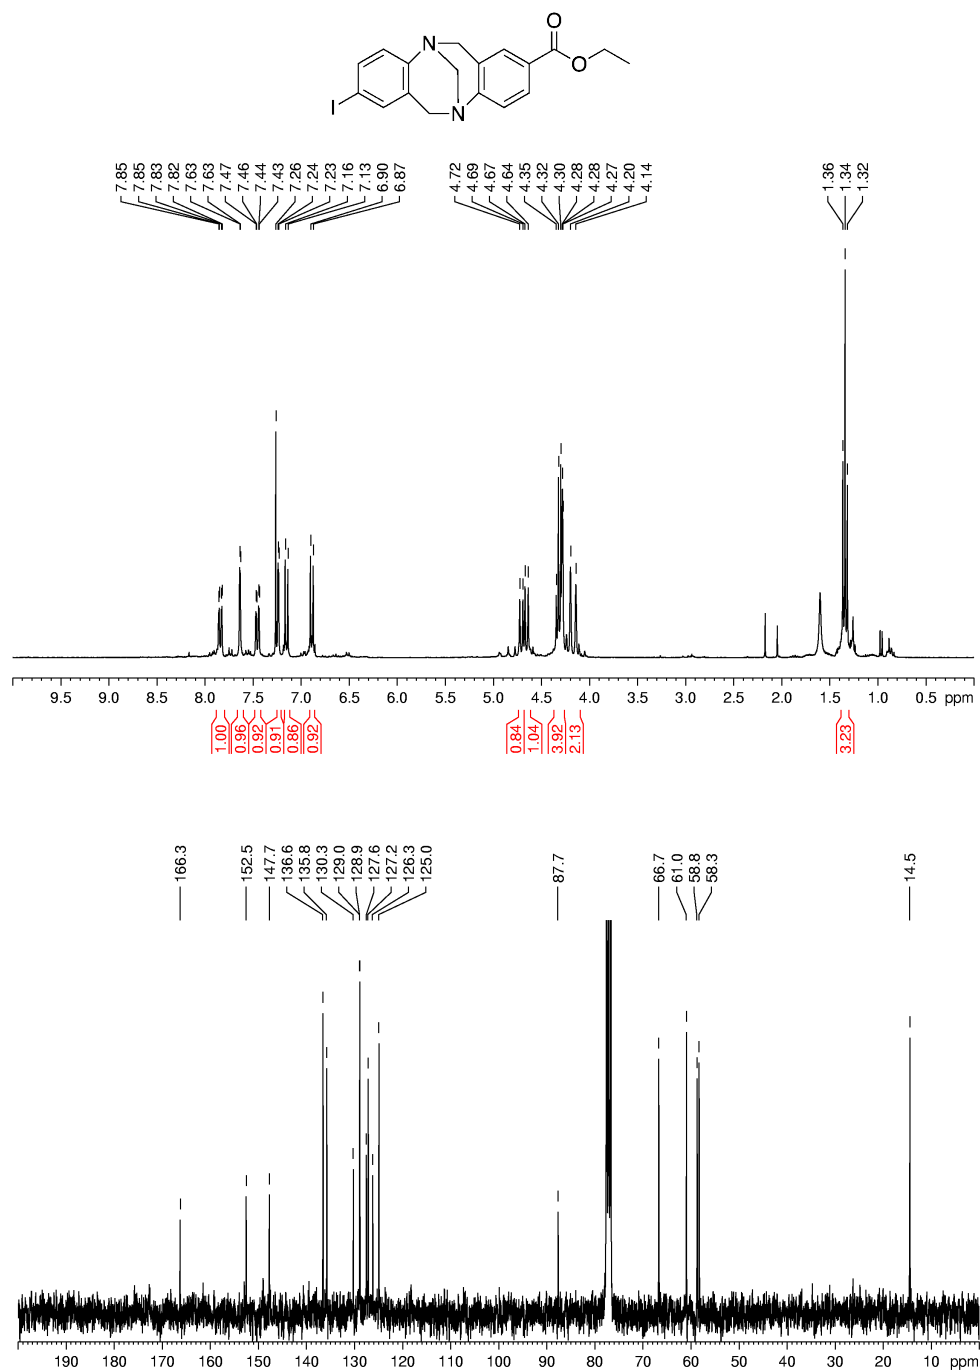 O
N
O
I
N
7.85 7.85 7.83 7.82 7.63 7.63 7.47 7.46 7.44 7.43 7.26 7.24 7.23 7.16 7.13 6.90 6.87 4.72 4.69 4.67 4.64 4.35 4.32 4.30 4.28 4.28 4.27 4.20 4.14 1.36 1.34 1.32
9.5 9.0 8.5 8.0 7.5 7.0 6.5 6.0 5.5 5.0 4.5 4.0 3.5 3.0 2.5 2.0 1.5 1.0 0.5 ppm
1.00 0.96 0.92 0.91 0.86 0.92 0.84 1.04 3.92 2.13 3.23
166.3 152.5 147.7 136.6 135.8 130.3 129.0 128.9 127.6 127.2 126.3 125.0 87.7 66.7 61.0 58.8 58.3 14.5
190 180 170 160 150 140 130 120 110 100 90 80 70 60 50 40 30 20 10 ppm